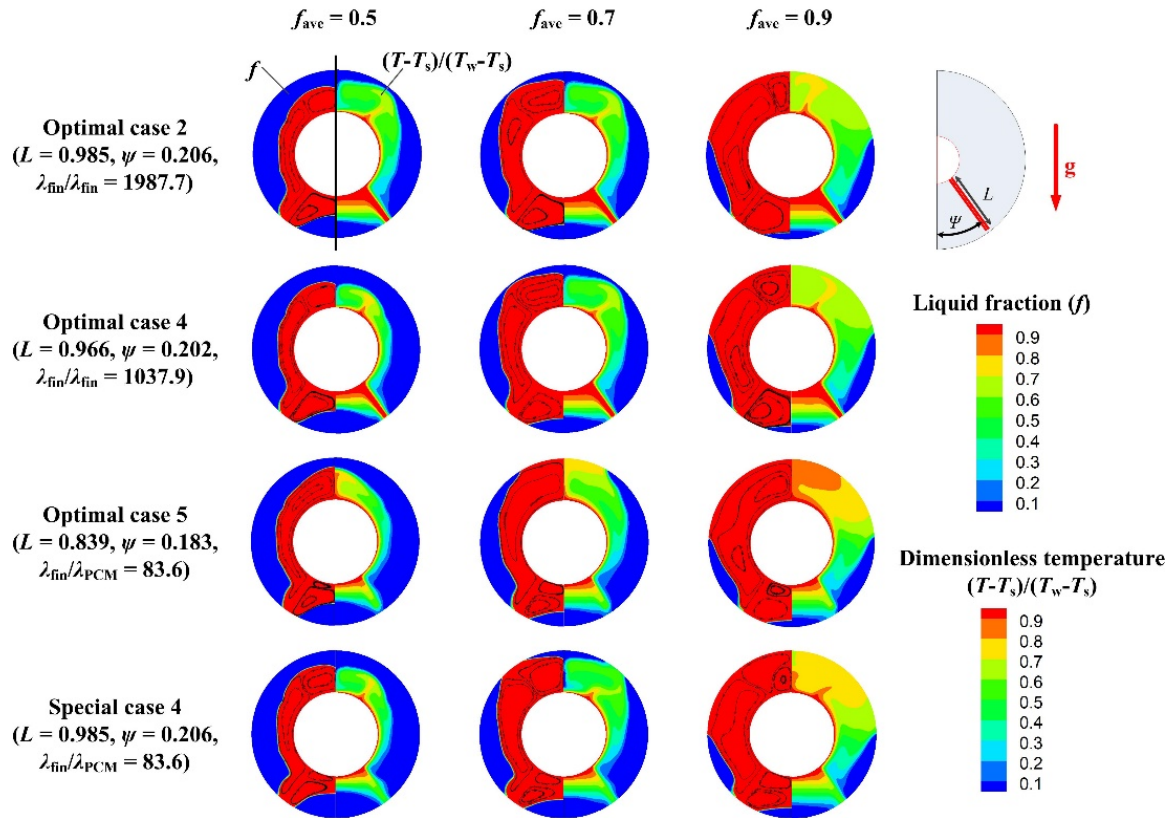 f_ave = 0.5
f_ave = 0.7
f_ave = 0.9
f
(T-T_s)/(T_w-T_s)
Optimal case 2
(L = 0.985, ψ = 0.206,
λ_fin/λ_fin = 1987.7)
g
L
Ψ
Optimal case 4
(L = 0.966, ψ = 0.202,
λ_fin/λ_fin = 1037.9)
Liquid fraction (f)
0.9
0.8
0.7
0.6
0.5
0.4
0.3
0.2
0.1
Optimal case 5
(L = 0.839, ψ = 0.183,
λ_fin/λ_PCM = 83.6)
Dimensionless temperature
(T-T_s)/(T_w-T_s)
0.9
0.8
0.7
0.6
0.5
0.4
0.3
0.2
0.1
Special case 4
(L = 0.985, ψ = 0.206,
λ_fin/λ_PCM = 83.6)